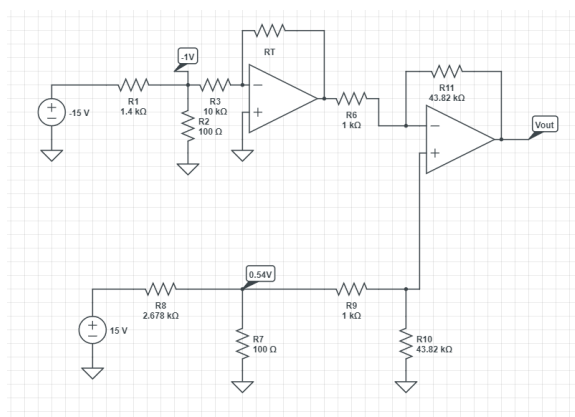 RT
-1V
R1
1.4 kΩ
R3
10 kΩ
-15 V
R2
100 Ω
R6
1 kΩ
R11
43.82 kΩ
Vout
0.54V
R8
2.678 kΩ
R9
1 kΩ
15 V
R7
100 Ω
R10
43.82 kΩ